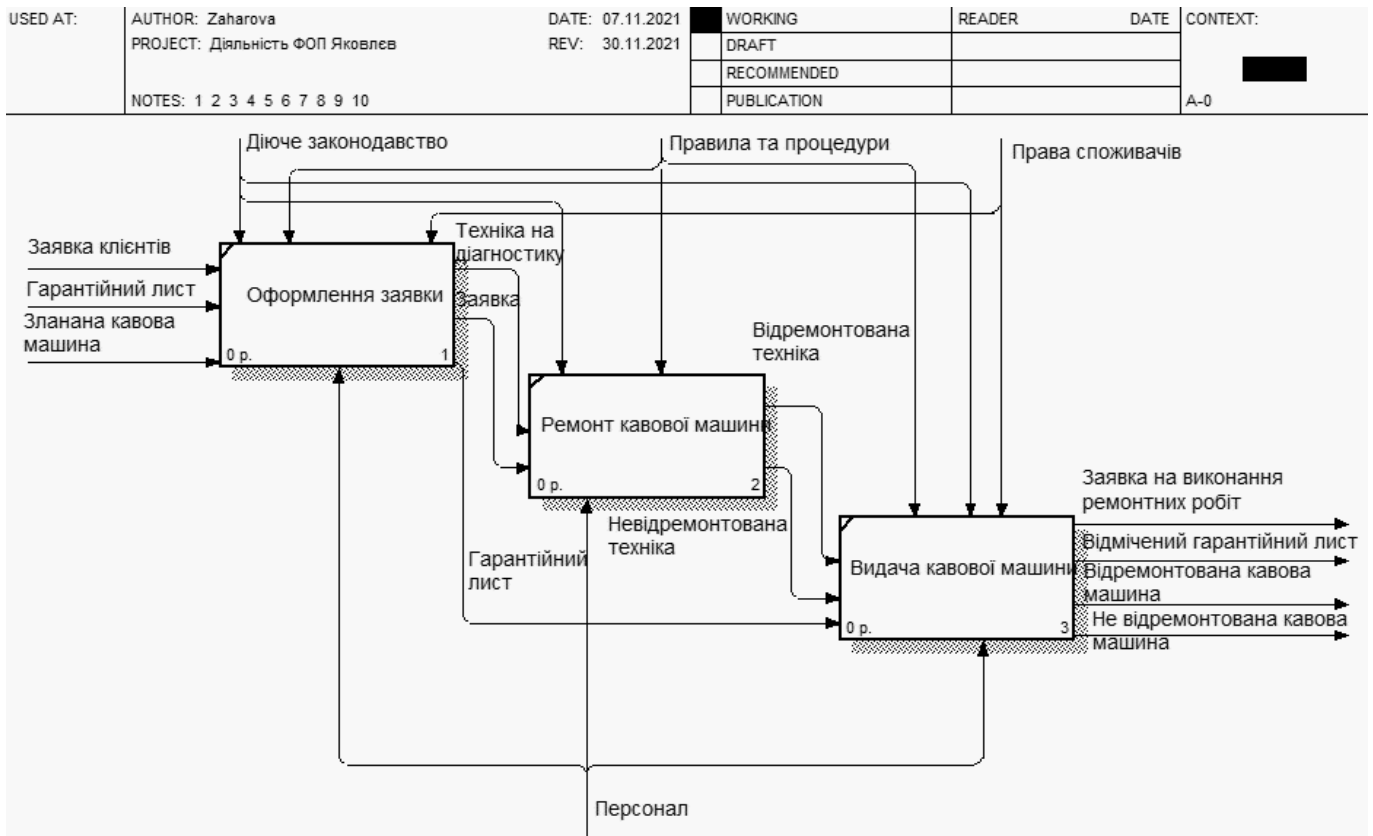 USED AT:
AUTHOR: Zaharova
DATE: 07.11.2021
WORKING
READER
DATE
CONTEXT:
PROJECT: Діяльність ФОП Яковлєв
REV: 30.11.2021
DRAFT
RECOMMENDED
NOTES: 1 2 3 4 5 6 7 8 9 10
PUBLICATION
A-0
Діюче законодавство
Правила та процедури
Права споживачів
Заявка клієнтів
Гарантійний лист
Зланана кавова
машина
Оформлення заявки
0 р.
1
Техніка на
діагностику
Заявка
Відремонтована
техніка
Ремонт кавової машини
0 р.
2
Невідремонтована
техніка
Гарантійний
лист
Видача кавової машини
0 р.
3
Заявка на виконання
ремонтних робіт
Відмічений гарантійний лист
Відремонтована кавова
машина
Не відремонтована кавова
машина
Персонал